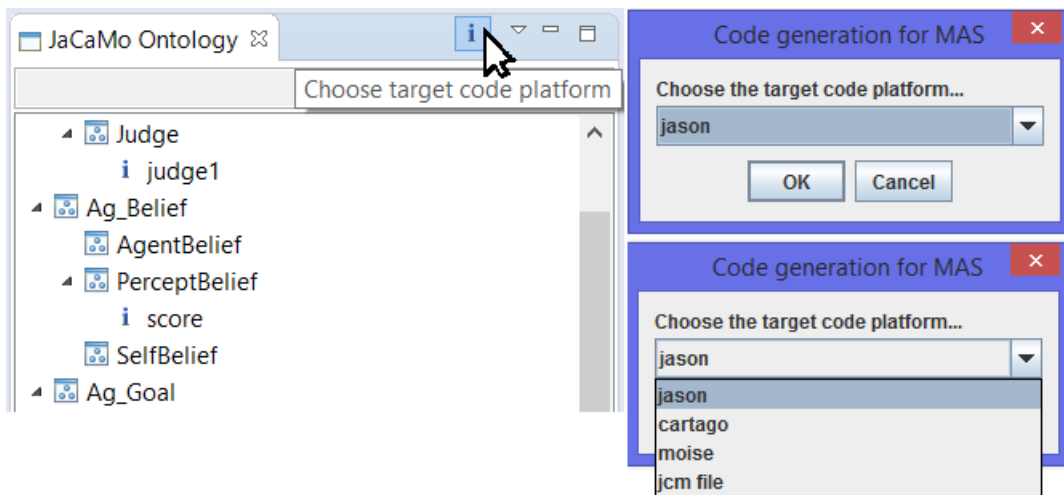 JaCaMo Ontology
i
Choose target code platform
Judge
i judge1
Ag_Belief
AgentBelief
PerceptBelief
i score
SelfBelief
Ag_Goal
Code generation for MAS
Choose the target code platform...
jason
OK Cancel
Code generation for MAS
Choose the target code platform...
jason
jason
cartago
moise
jcm file